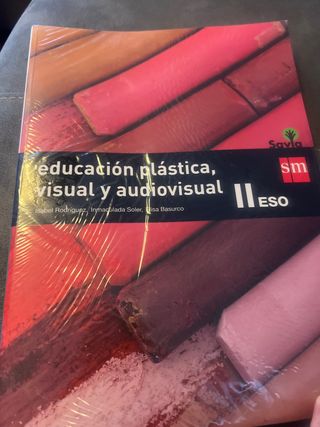 Savia
educación plástica,
visual y audiovisual
sm
II ESO
Isabel Rodríguez, Inmaculada Soler, Elisa Basurco